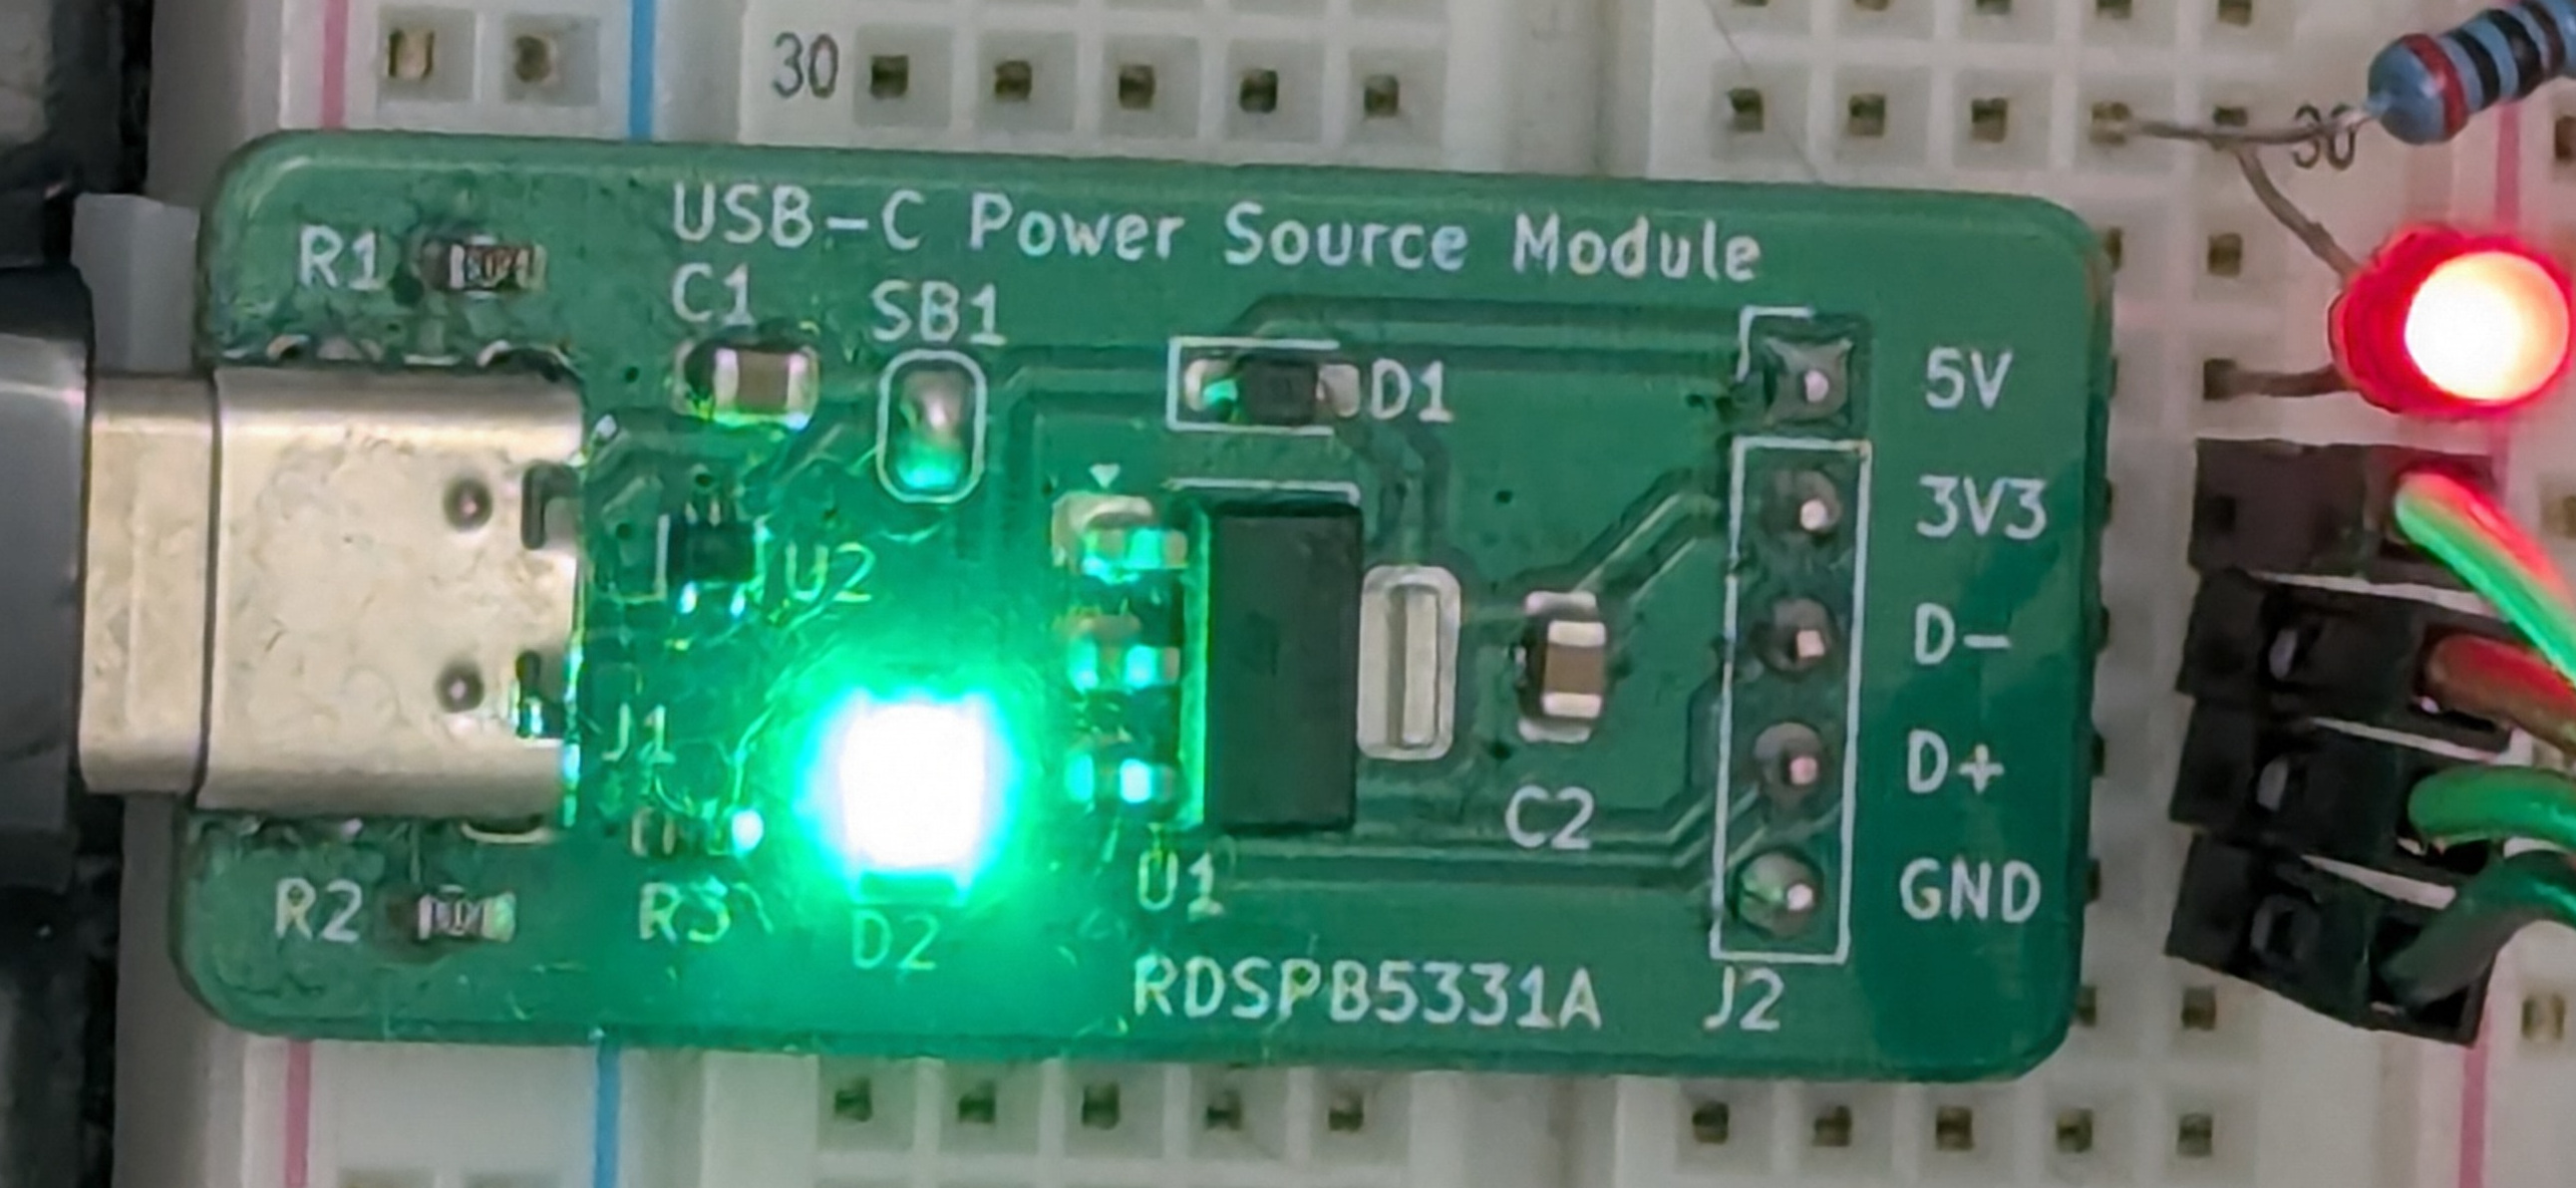 30
30
USB-C Power Source Module
R1
C1
SB1
D1
5V
3V3
U2
D-
J1
D+
C2
R2
R3
D2
U1
GND
RDSPB5331A
J2